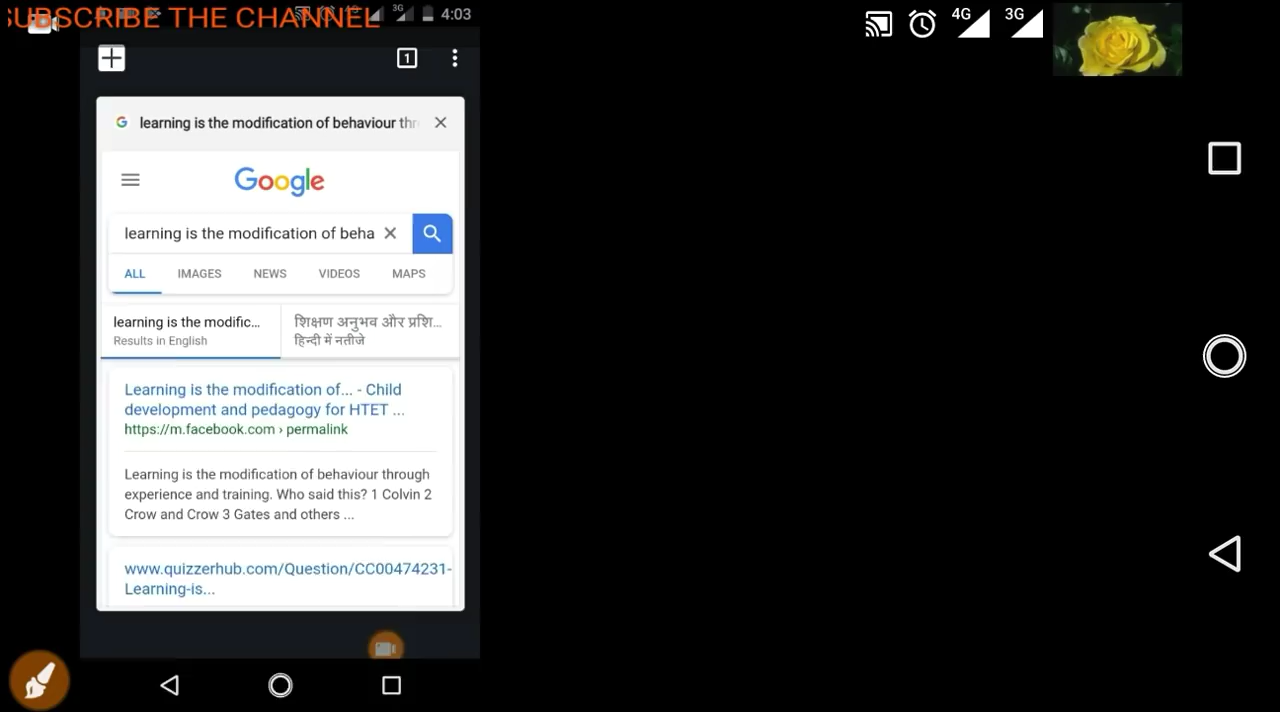 SUBSCRIBE THE CHANNEL
3G
4:03
4G
3G
1
learning is the modification of behaviour thr
Google
learning is the modification of beha
ALL
IMAGES
NEWS
VIDEOS
MAPS
learning is the modific...
Results in English
शिक्षण अनुभव और प्रशि...
हिन्दी में नतीजे
Learning is the modification of... - Child
development and pedagogy for HTET ...
https://m.facebook.com › permalink
Learning is the modification of behaviour through
experience and training. Who said this? 1 Colvin 2
Crow and Crow 3 Gates and others ...
www.quizzerhub.com/Question/CC00474231-
Learning-is...